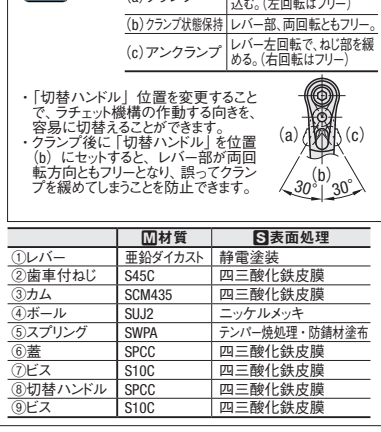 込む。(左回転はフリー)
(b)クランプ状態保持 レバー部、両回転ともフリー。
(c)アンクランプ レバー左回転で、ねじ部を緩
める。(右回転はフリー)
・「切替ハンドル」位置を変更すること
で、ラチェット機構の作動する向きを、
容易に切替えることができます。
・クランプ後に「切替ハンドル」を位置
(b)にセットすると、レバー部が両回
転方向ともフリーとなり、誤ってクラン
プを緩めてしまうことを防止できます。
(a) (c)
(b)
30° 30°
M材質 S表面処理
①レバー 亜鉛ダイカスト 静電塗装
②歯車付ねじ S45C 四三酸化鉄皮膜
③カム SCM435 四三酸化鉄皮膜
④ボール SUJ2 ニッケルメッキ
⑤スプリング SWPA テンパー焼処理・防錆材塗布
⑥蓋 SPCC 四三酸化鉄皮膜
⑦ビス S10C 四三酸化鉄皮膜
⑧切替ハンドル SPCC 四三酸化鉄皮膜
⑨ビス S10C 四三酸化鉄皮膜